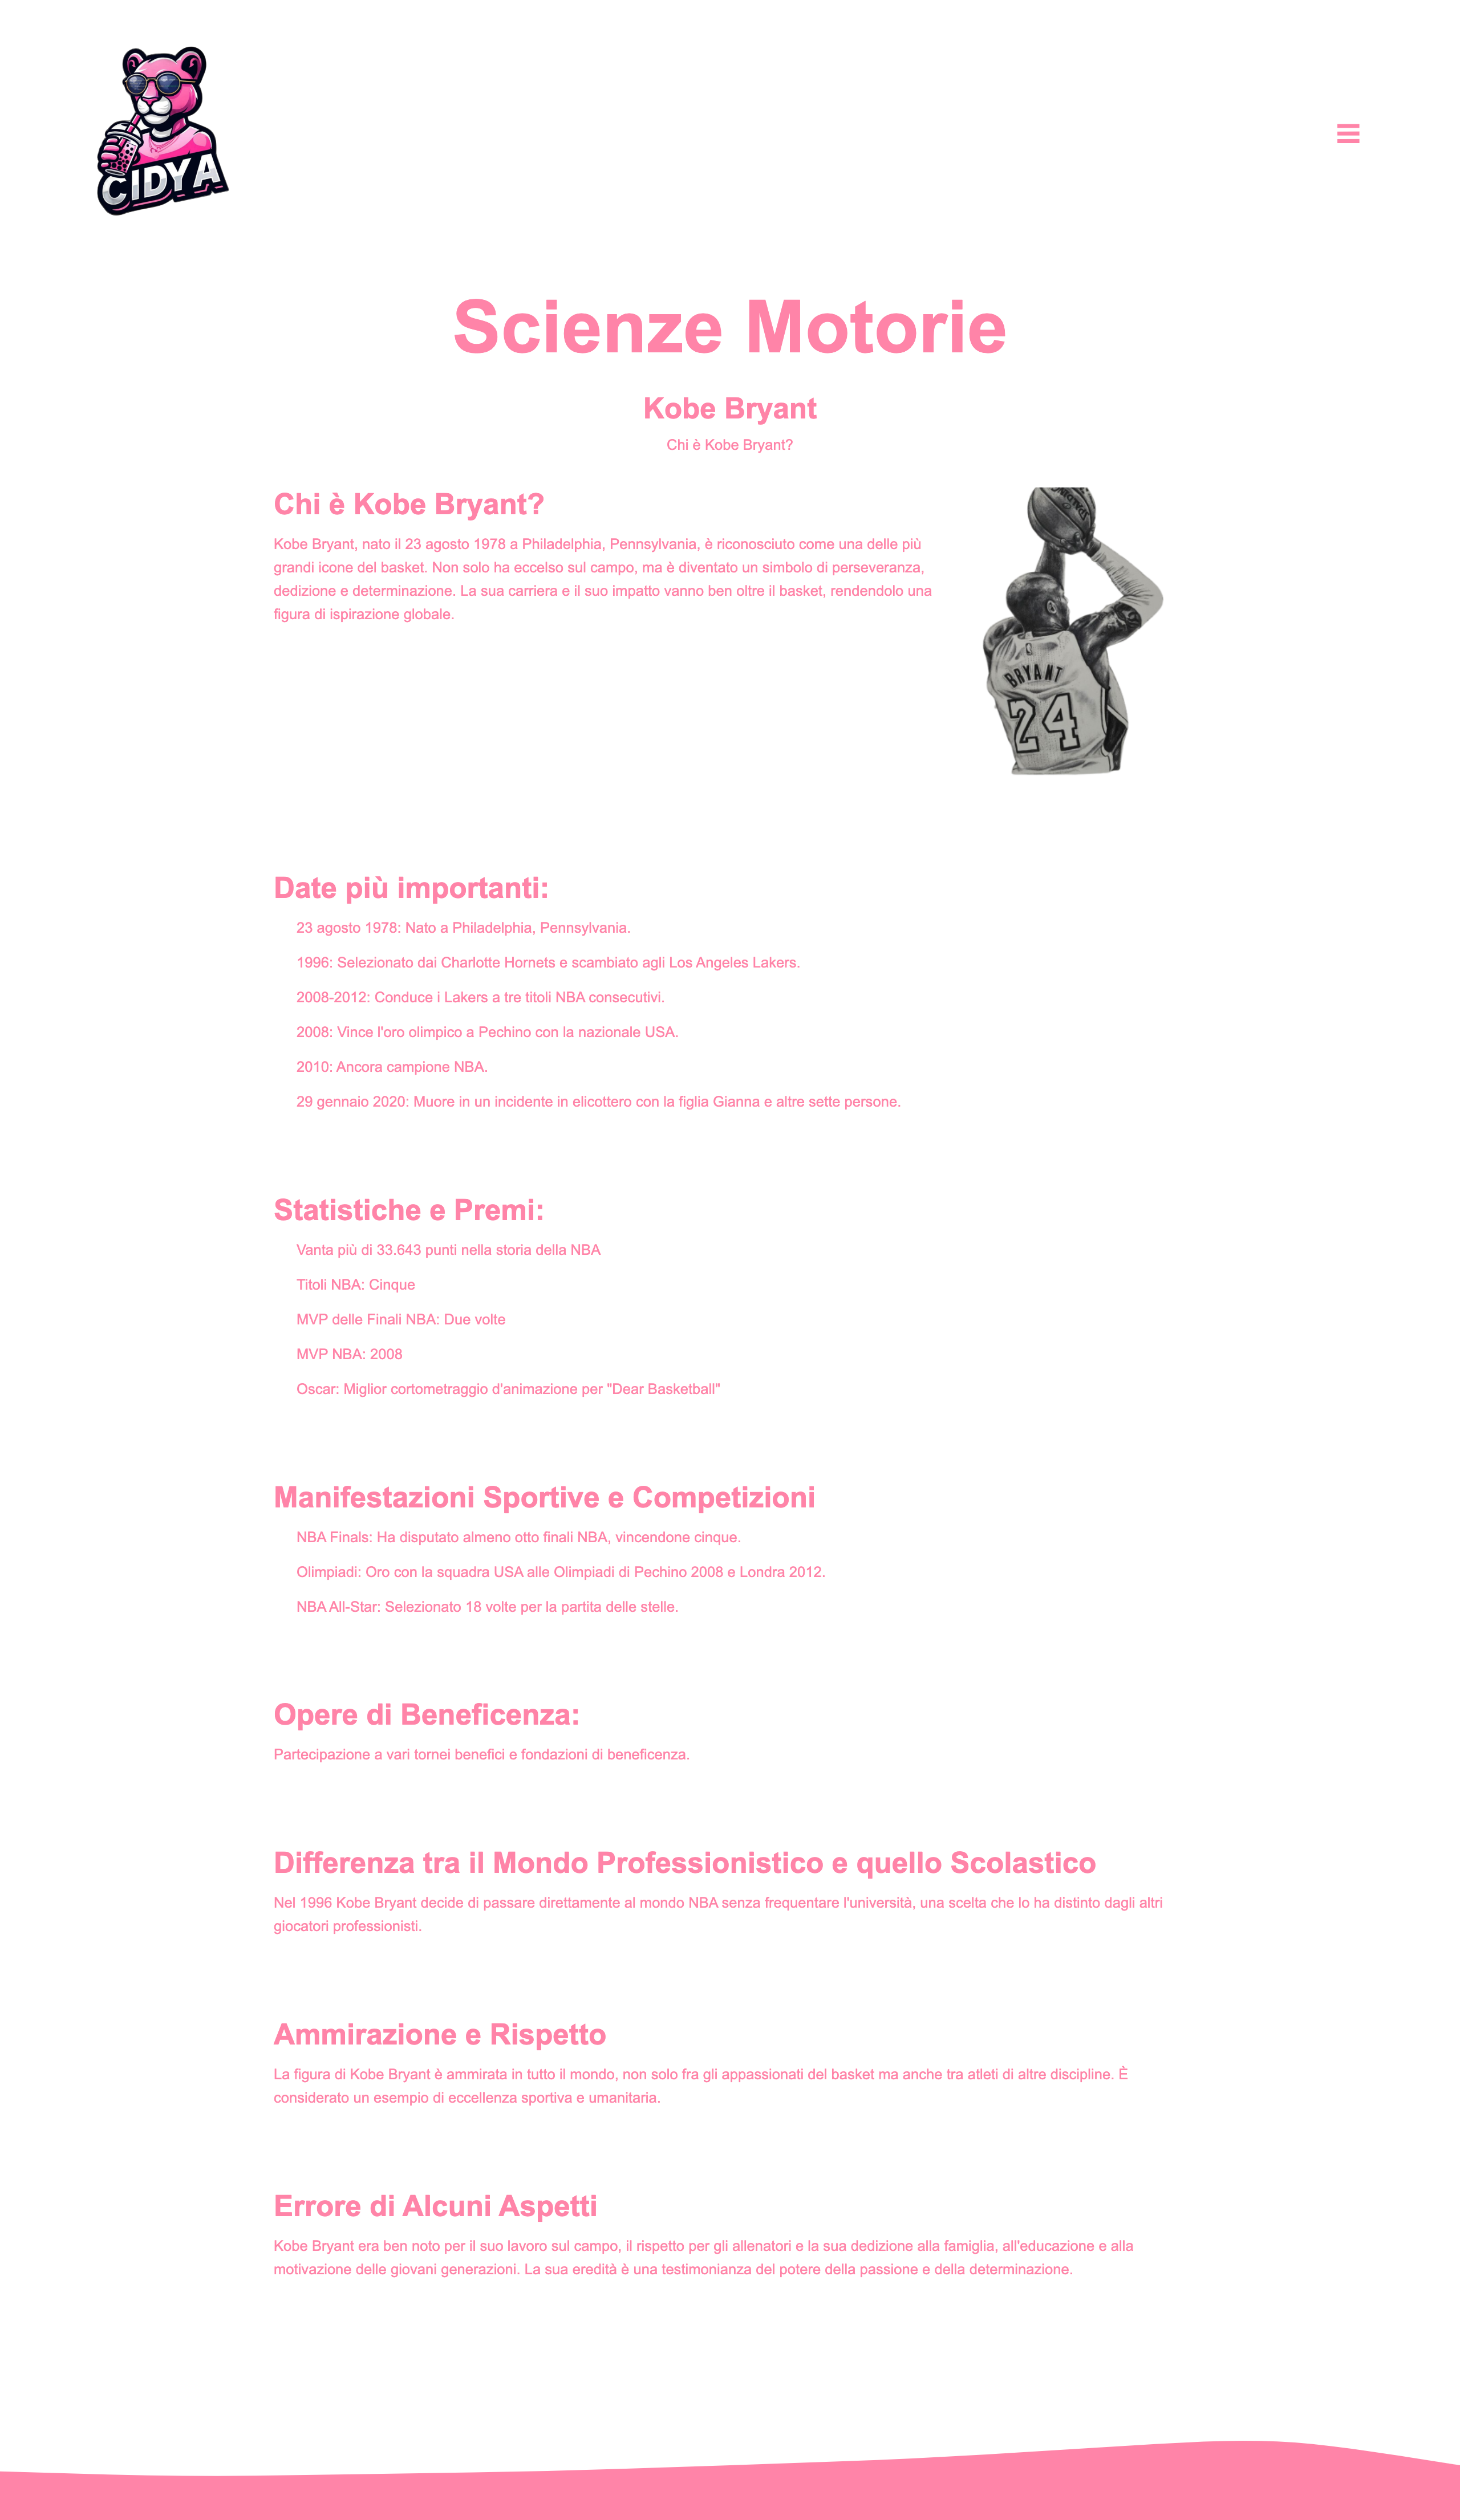 CIDYA
Scienze Motorie
Kobe Bryant
Chi è Kobe Bryant?
Chi è Kobe Bryant?
Kobe Bryant, nato il 23 agosto 1978 a Philadelphia, Pennsylvania, è riconosciuto come una delle più
grandi icone del basket. Non solo ha eccelso sul campo, ma è diventato un simbolo di perseveranza,
dedizione e determinazione. La sua carriera e il suo impatto vanno ben oltre il basket, rendendolo una
figura di ispirazione globale.
SPALDING
BRYANT
24
Date più importanti:
23 agosto 1978: Nato a Philadelphia, Pennsylvania.
1996: Selezionato dai Charlotte Hornets e scambiato agli Los Angeles Lakers.
2008-2012: Conduce i Lakers a tre titoli NBA consecutivi.
2008: Vince l'oro olimpico a Pechino con la nazionale USA.
2010: Ancora campione NBA.
29 gennaio 2020: Muore in un incidente in elicottero con la figlia Gianna e altre sette persone.
Statistiche e Premi:
Vanta più di 33.643 punti nella storia della NBA
Titoli NBA: Cinque
MVP delle Finali NBA: Due volte
MVP NBA: 2008
Oscar: Miglior cortometraggio d'animazione per "Dear Basketball"
Manifestazioni Sportive e Competizioni
NBA Finals: Ha disputato almeno otto finali NBA, vincendone cinque.
Olimpiadi: Oro con la squadra USA alle Olimpiadi di Pechino 2008 e Londra 2012.
NBA All-Star: Selezionato 18 volte per la partita delle stelle.
Opere di Beneficenza:
Partecipazione a vari tornei benefici e fondazioni di beneficenza.
Differenza tra il Mondo Professionistico e quello Scolastico
Nel 1996 Kobe Bryant decide di passare direttamente al mondo NBA senza frequentare l'università, una scelta che lo ha distinto dagli altri
giocatori professionisti.
Ammirazione e Rispetto
La figura di Kobe Bryant è ammirata in tutto il mondo, non solo fra gli appassionati del basket ma anche tra atleti di altre discipline. È
considerato un esempio di eccellenza sportiva e umanitaria.
Errore di Alcuni Aspetti
Kobe Bryant era ben noto per il suo lavoro sul campo, il rispetto per gli allenatori e la sua dedizione alla famiglia, all'educazione e alla
motivazione delle giovani generazioni. La sua eredità è una testimonianza del potere della passione e della determinazione.